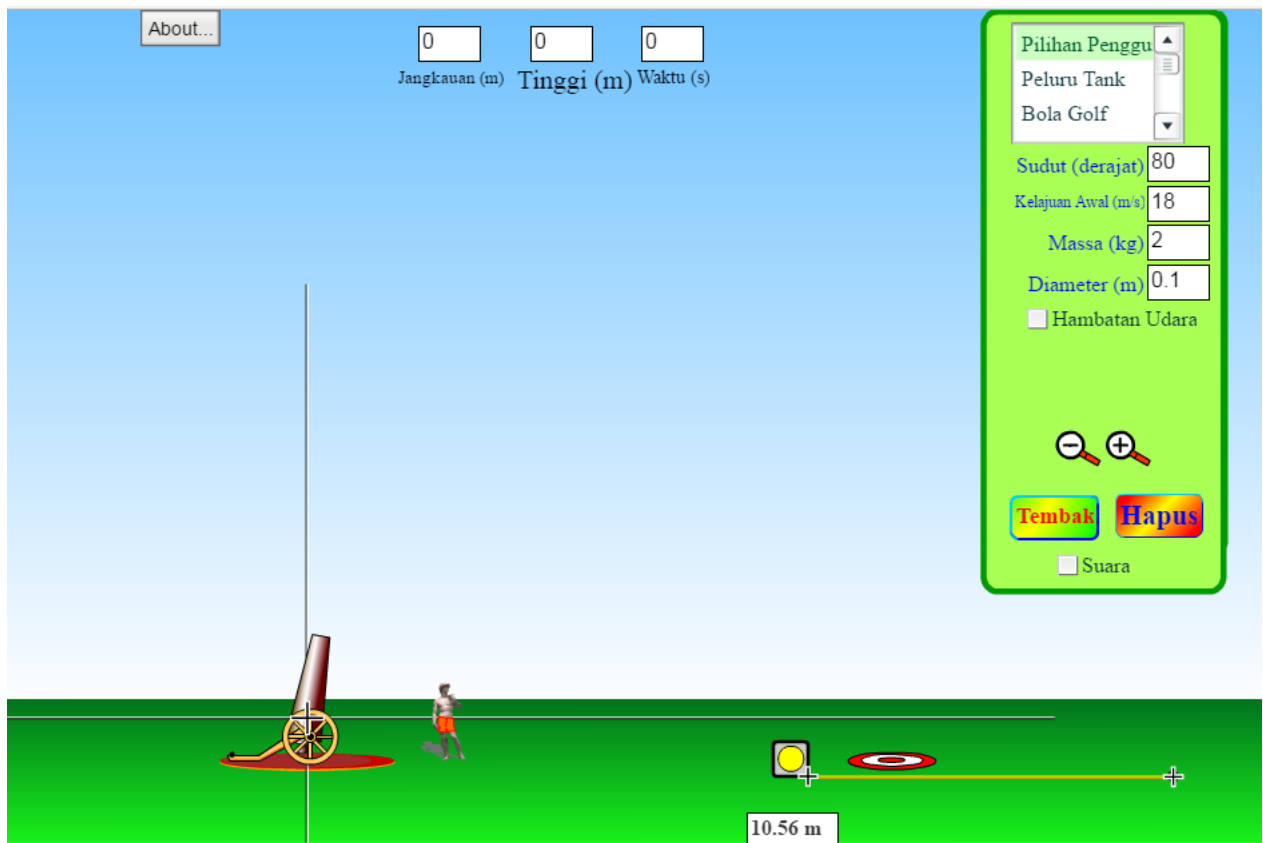 About...
0
0
0
Jangkauan (m)
Tinggi (m)
Waktu (s)
Pilihan Penggu
Peluru Tank
Bola Golf
Sudut (derajat) 80
Kelajuan Awal (m/s) 18
Massa (kg) 2
Diameter (m) 0.1
Hambatan Udara
Tembak
Hapus
Suara
10.56 m